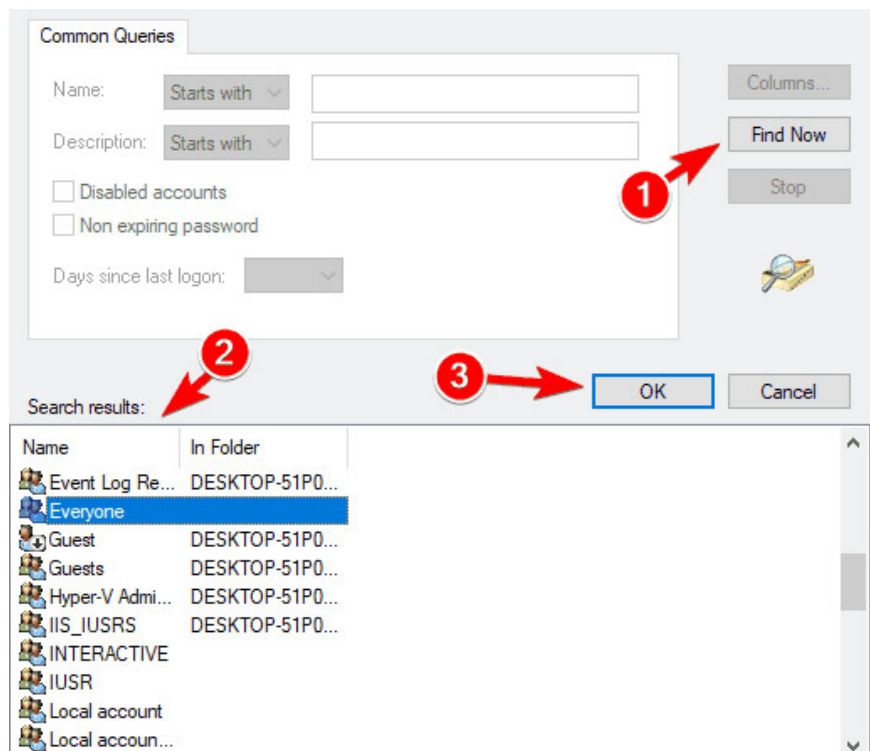 Common Queries
Name: Starts with
Columns...
Description: Starts with
Find Now
1
Disabled accounts
Stop
Non expiring password
Days since last logon:
2
3
OK
Cancel
Search results:
Name In Folder
Event Log Re... DESKTOP-51P0...
Everyone
Guest DESKTOP-51P0...
Guests DESKTOP-51P0...
Hyper-V Admi... DESKTOP-51P0...
IIS_IUSRS DESKTOP-51P0...
INTERACTIVE
IUSR
Local account
Local accoun...